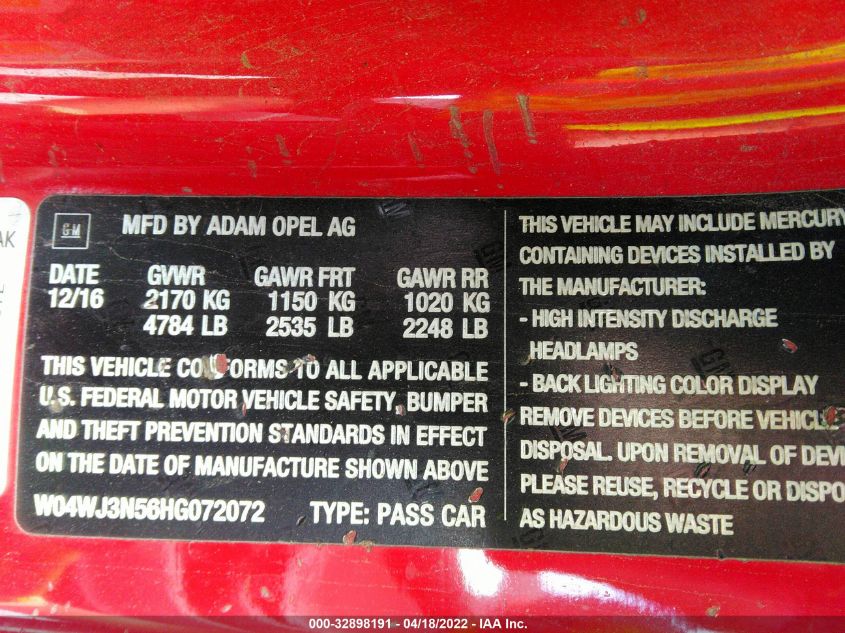 AK
GM
MFD BY ADAM OPEL AG
DATE GVWR GAWR FRT GAWR RR
12/16 2170 KG 1150 KG 1020 KG
4784 LB 2535 LB 2248 LB
THIS VEHICLE CONFORMS TO ALL APPLICABLE
U.S. FEDERAL MOTOR VEHICLE SAFETY, BUMPER
AND THEFT PREVENTION STANDARDS IN EFFECT
ON THE DATE OF MANUFACTURE SHOWN ABOVE
W04WJ3N56HG072072 TYPE: PASS CAR
THIS VEHICLE MAY INCLUDE MERCURY
CONTAINING DEVICES INSTALLED BY
THE MANUFACTURER:
- HIGH INTENSITY DISCHARGE
HEADLAMPS
- BACK LIGHTING COLOR DISPLAY
REMOVE DEVICES BEFORE VEHICLE
DISPOSAL. UPON REMOVAL OF DEVI
PLEASE REUSE, RECYCLE OR DISPO
AS HAZARDOUS WASTE
000-32898191 - 04/18/2022 - IAA Inc.